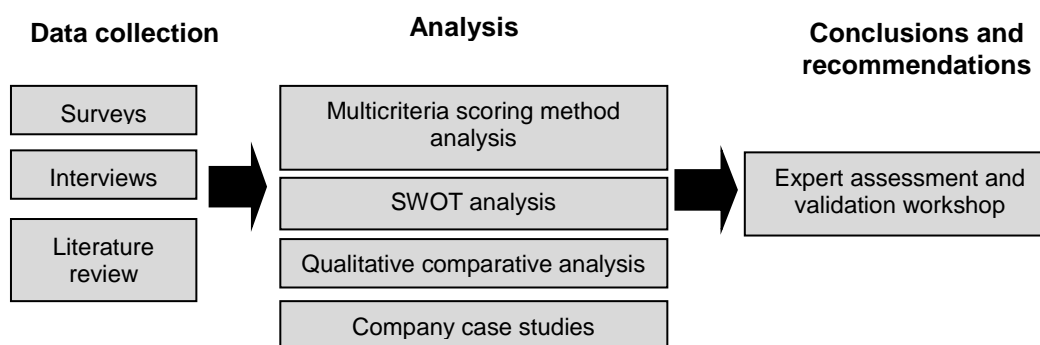 Data collection
Surveys
Interviews
Literature
review
Analysis
Multicriteria scoring method
analysis
SWOT analysis
Qualitative comparative analysis
Company case studies
Conclusions and
recommendations
Expert assessment and
validation workshop